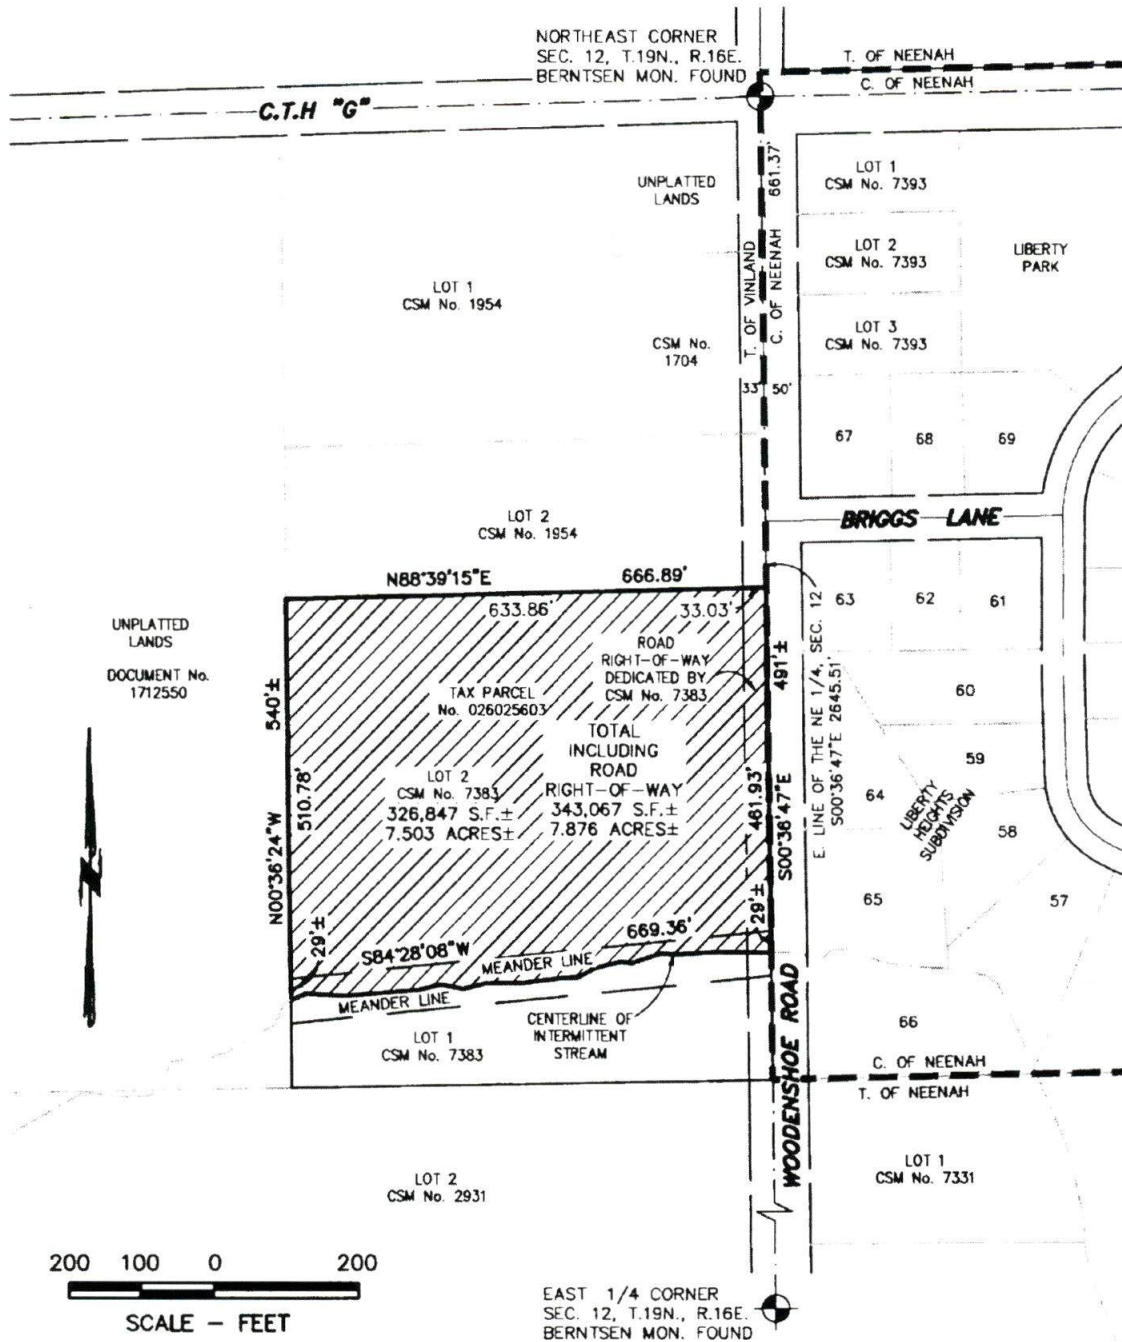 NORTHEAST CORNER
SEC. 12, T.19N., R.16E.
BERNTSEN MON. FOUND
T. OF NEENAH
C. OF NEENAH
C.T.H "G"
661.37'
UNPLATTED
LANDS
LOT 1
CSM No. 7393
LOT 2
CSM No. 7393
LIBERTY
PARK
T. OF VINLAND
C. OF NEENAH
LOT 1
CSM No. 1954
LOT 3
CSM No. 7393
CSM No.
1704
33' 50'
67
68
69
LOT 2
CSM No. 1954
BRIGGS LANE
N88°39'15"E 666.89'
633.86'
33.03'
63
62
61
UNPLATTED
LANDS
DOCUMENT No.
1712550
ROAD
RIGHT-OF-WAY
DEDICATED BY
CSM No. 7383
491'±
540'±
TAX PARCEL
No. 026025603
60
E. LINE OF THE NE 1/4, SEC. 12
S00°36'47"E 2645.51'
TOTAL
INCLUDING
ROAD
RIGHT-OF-WAY
343,067 S.F.±
7.876 ACRES±
59
LOT 2
CSM No. 7383
326,847 S.F.±
7.503 ACRES±
510.78'
N00°36'24"W
461.93'
S00°36'47"E
64
LIBERTY
HEIGHTS
SUBDIVISION
58
65
57
29'±
29'±
S84°28'08"W
669.36'
MEANDER LINE
MEANDER LINE
N
LOT 1
CSM No. 7383
CENTERLINE OF
INTERMITTENT
STREAM
66
WOODENSHOE ROAD
C. OF NEENAH
T. OF NEENAH
LOT 2
CSM No. 2931
LOT 1
CSM No. 7331
200 100 0 200
SCALE - FEET
EAST 1/4 CORNER
SEC. 12, T.19N., R.16E.
BERNTSEN MON. FOUND